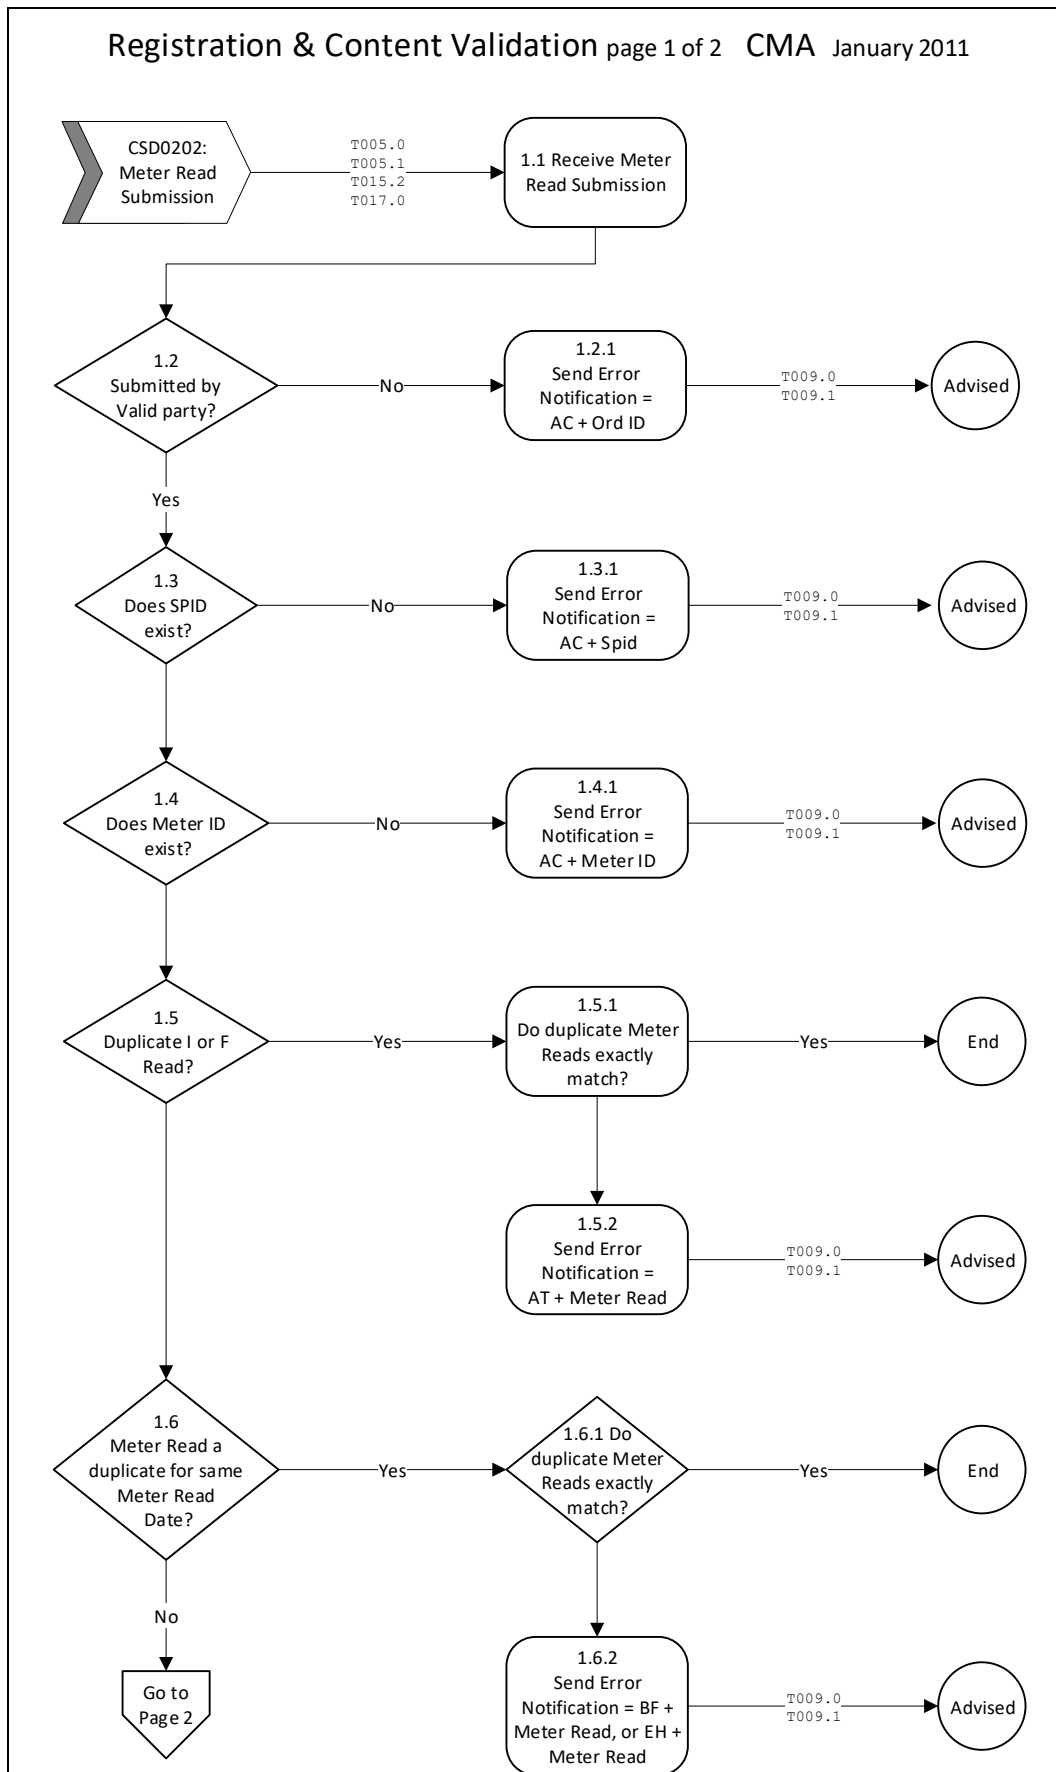 Registration & Content Validation page 1 of 2 CMA January 2011
CSD0202:
Meter Read
Submission
T005.0
T005.1
T015.2
T017.0
1.1 Receive Meter
Read Submission
1.2
Submitted by
Valid party?
No
1.2.1
Send Error
Notification =
AC + Ord ID
T009.0
T009.1
Advised
Yes
1.3
Does SPID
exist?
No
1.3.1
Send Error
Notification =
AC + Spid
T009.0
T009.1
Advised
1.4
Does Meter ID
exist?
No
1.4.1
Send Error
Notification =
AC + Meter ID
T009.0
T009.1
Advised
1.5
Duplicate I or F
Read?
Yes
1.5.1
Do duplicate Meter
Reads exactly
match?
Yes
End
1.5.2
Send Error
Notification =
AT + Meter Read
T009.0
T009.1
Advised
1.6
Meter Read a
duplicate for same
Meter Read
Date?
Yes
1.6.1 Do
duplicate Meter
Reads exactly
match?
Yes
End
No
Go to
Page 2
1.6.2
Send Error
Notification = BF +
Meter Read, or EH +
Meter Read
T009.0
T009.1
Advised